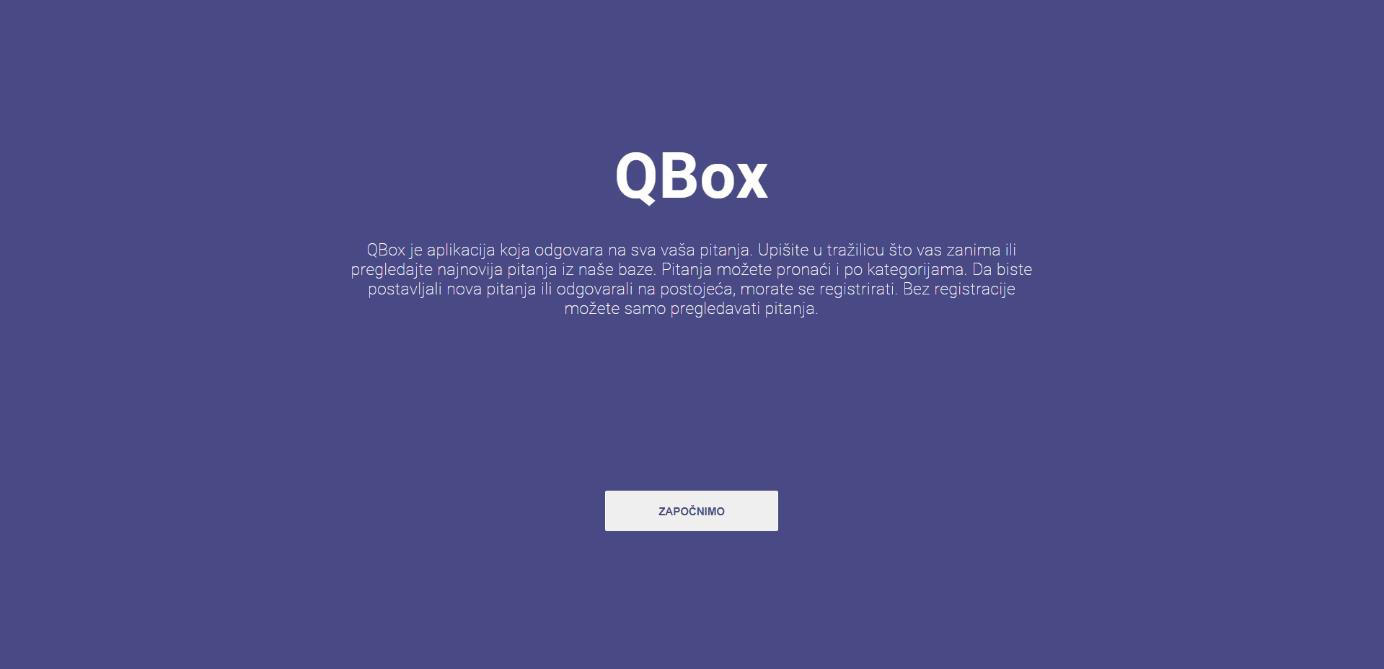 QBox
QBox je aplikacija koja odgovara na sva vaša pitanja. Upišite u tražilicu što vas zanima ili
pregledajte najnovija pitanja iz naše baze. Pitanja možete pronaći i po kategorijama. Da biste
postavljali nova pitanja ili odgovarali na postojeća, morate se registrirati. Bez registracije
možete samo pregledavati pitanja.
ZAPOČNIMO